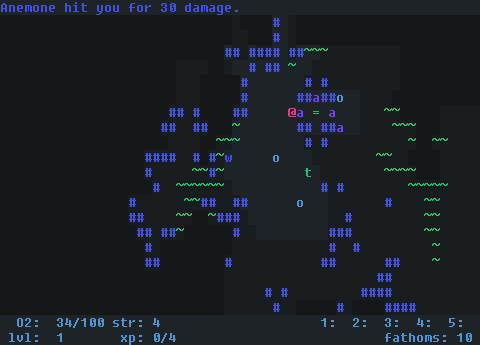 Anemone hit you for 30 damage.
O2: 34/100 str: 4 1: 2: 3: 4: 5:
lvl: 1 xp: 0/4 fathoms: 10